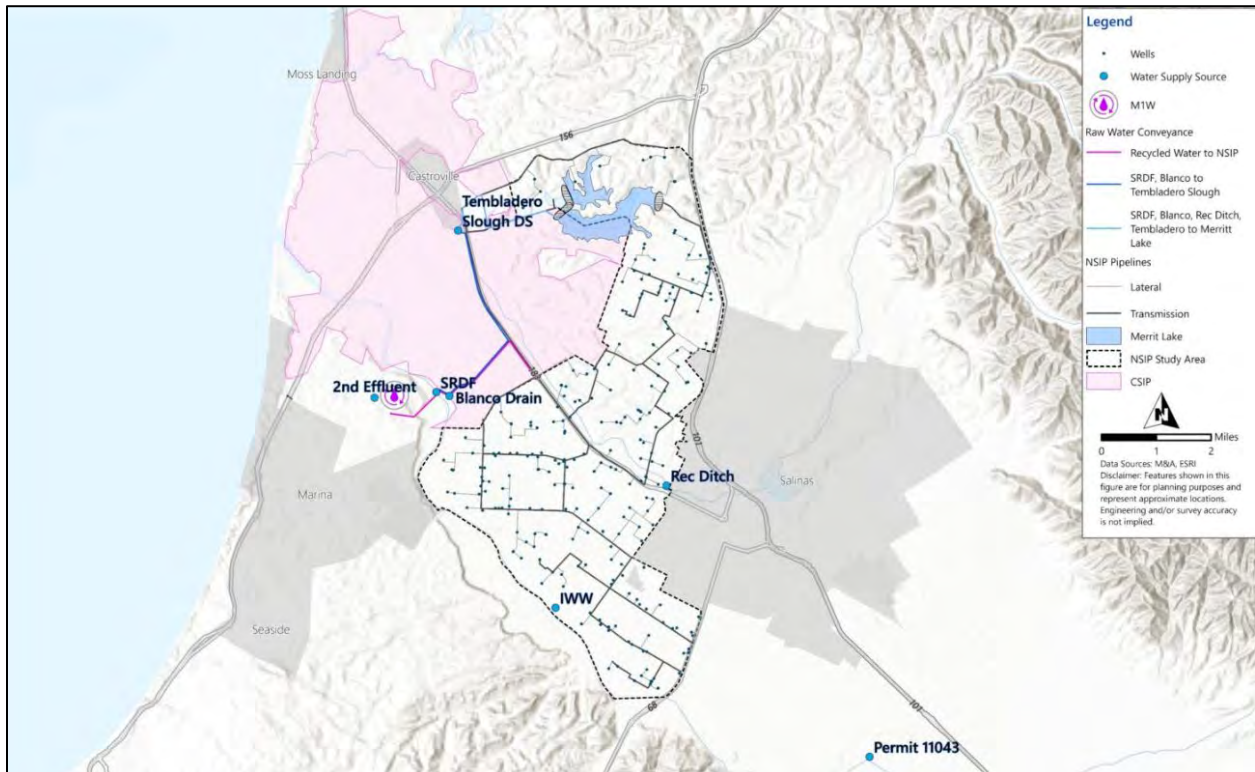 Moss Landing
156
Castroville
Tembladero
Slough DS
183
2nd Effluent
SRDF
Blanco Drain
101
Rec Ditch
Salinas
Marina
IWW
Seaside
68
101
Permit 11043
Legend
Wells
Water Supply Source
M1W
Raw Water Conveyance
Recycled Water to NSIP
SRDF, Blanco to
Tembladero Slough
SRDF, Blanco, Rec Ditch,
Tembladero to Merritt
Lake
NSIP Pipelines
Lateral
Transmission
Merrit Lake
NSIP Study Area
CSIP
N
0 1 2 Miles
Data Sources: M&A, ESRI
Disclaimer: Features shown in this
figure are for planning purposes and
represent approximate locations.
Engineering and/or survey accuracy
is not implied.